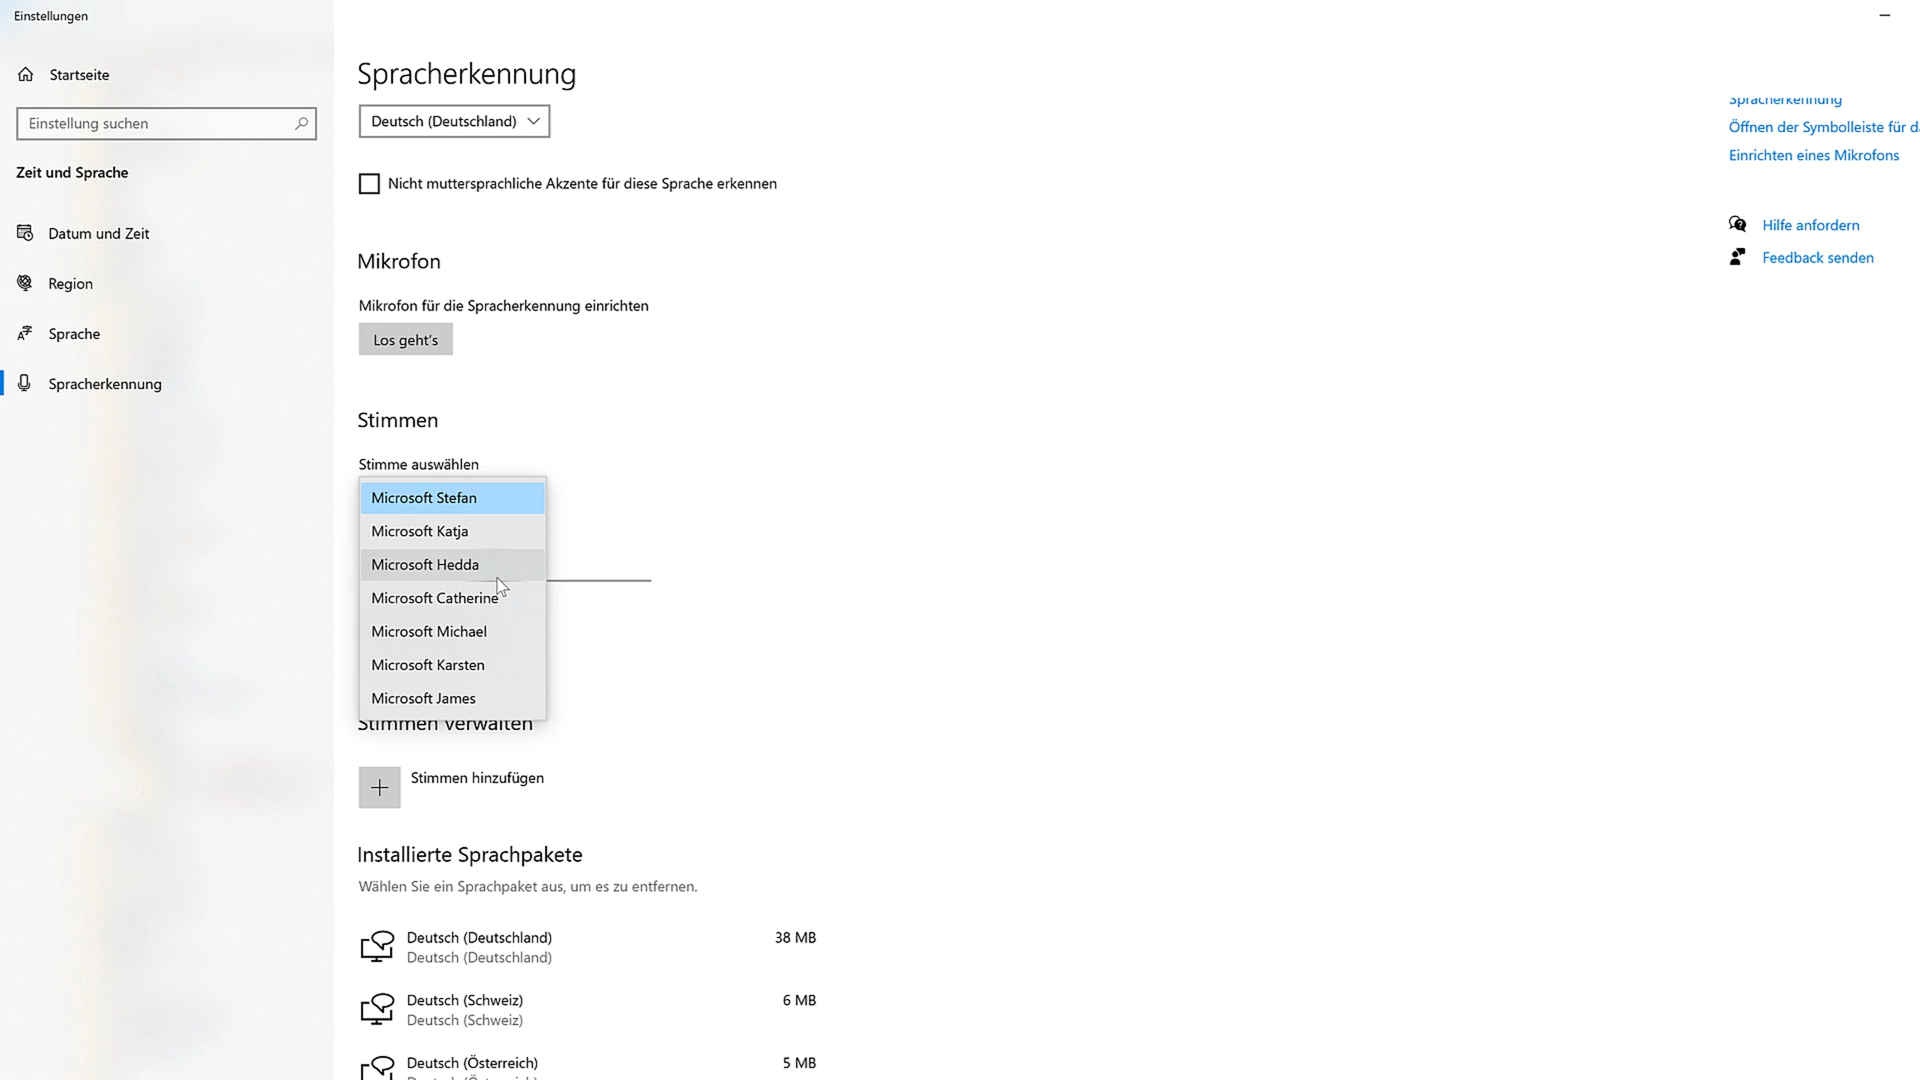 Einstellungen
Startseite
Einstellung suchen
Zeit und Sprache
Datum und Zeit
Region
Sprache
Spracherkennung
Spracherkennung
Deutsch (Deutschland)
Nicht muttersprachliche Akzente für diese Sprache erkennen
Mikrofon
Mikrofon für die Spracherkennung einrichten
Los geht's
Stimmen
Stimme auswählen
Microsoft Stefan
Microsoft Katja
Microsoft Hedda
Microsoft Catherine
Microsoft Michael
Microsoft Karsten
Microsoft James
Stimmen verwalten
Stimmen hinzufügen
Installierte Sprachpakete
Wählen Sie ein Sprachpaket aus, um es zu entfernen.
Deutsch (Deutschland) 38 MB
Deutsch (Deutschland)
Deutsch (Schweiz) 6 MB
Deutsch (Schweiz)
Deutsch (Österreich) 5 MB
Deutsch (Österreich)
Spracherkennung
Öffnen der Symbolleiste für
Einrichten eines Mikrofons
Hilfe anfordern
Feedback senden